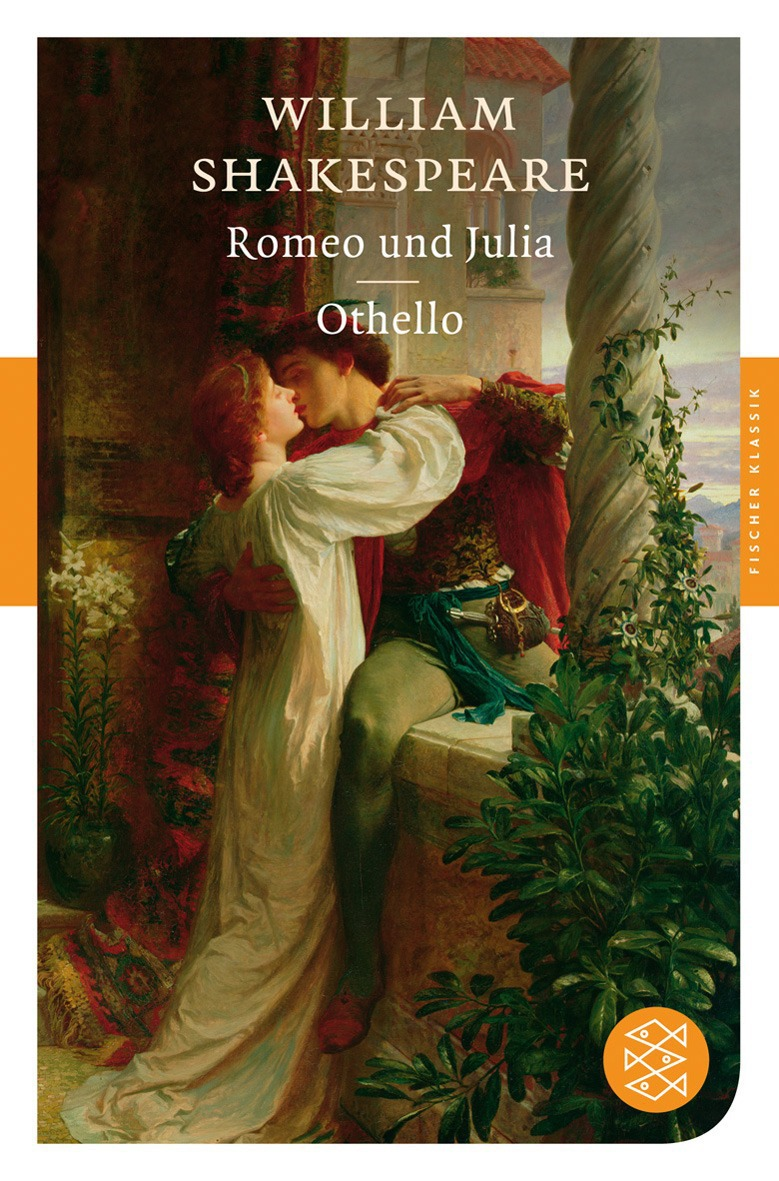 WILLIAM
SHAKESPEARE
Romeo und Julia
Othello
FISCHER KLASSIK